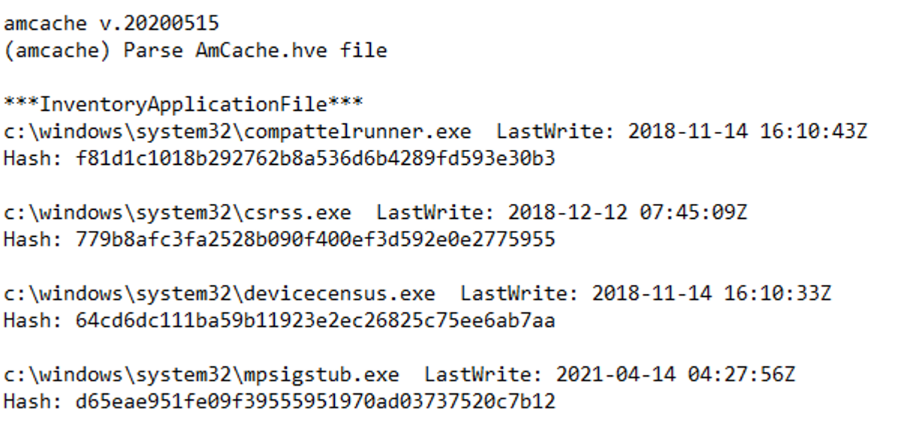 amcache v.20200515
(amcache) Parse AmCache.hve file
***InventoryApplicationFile***
c:\windows\system32\compattelrunner.exe  LastWrite: 2018-11-14 16:10:43Z
Hash: f81d1c1018b292762b8a536d6b4289fd593e30b3
c:\windows\system32\csrss.exe  LastWrite: 2018-12-12 07:45:09Z
Hash: 779b8afc3fa2528b090f400ef3d592e0e2775955
c:\windows\system32\devicecensus.exe  LastWrite: 2018-11-14 16:10:33Z
Hash: 64cd6dc111ba59b11923e2ec26825c75ee6ab7aa
c:\windows\system32\mpsigstub.exe  LastWrite: 2021-04-14 04:27:56Z
Hash: d65eae951fe09f39555951970ad03737520c7b12